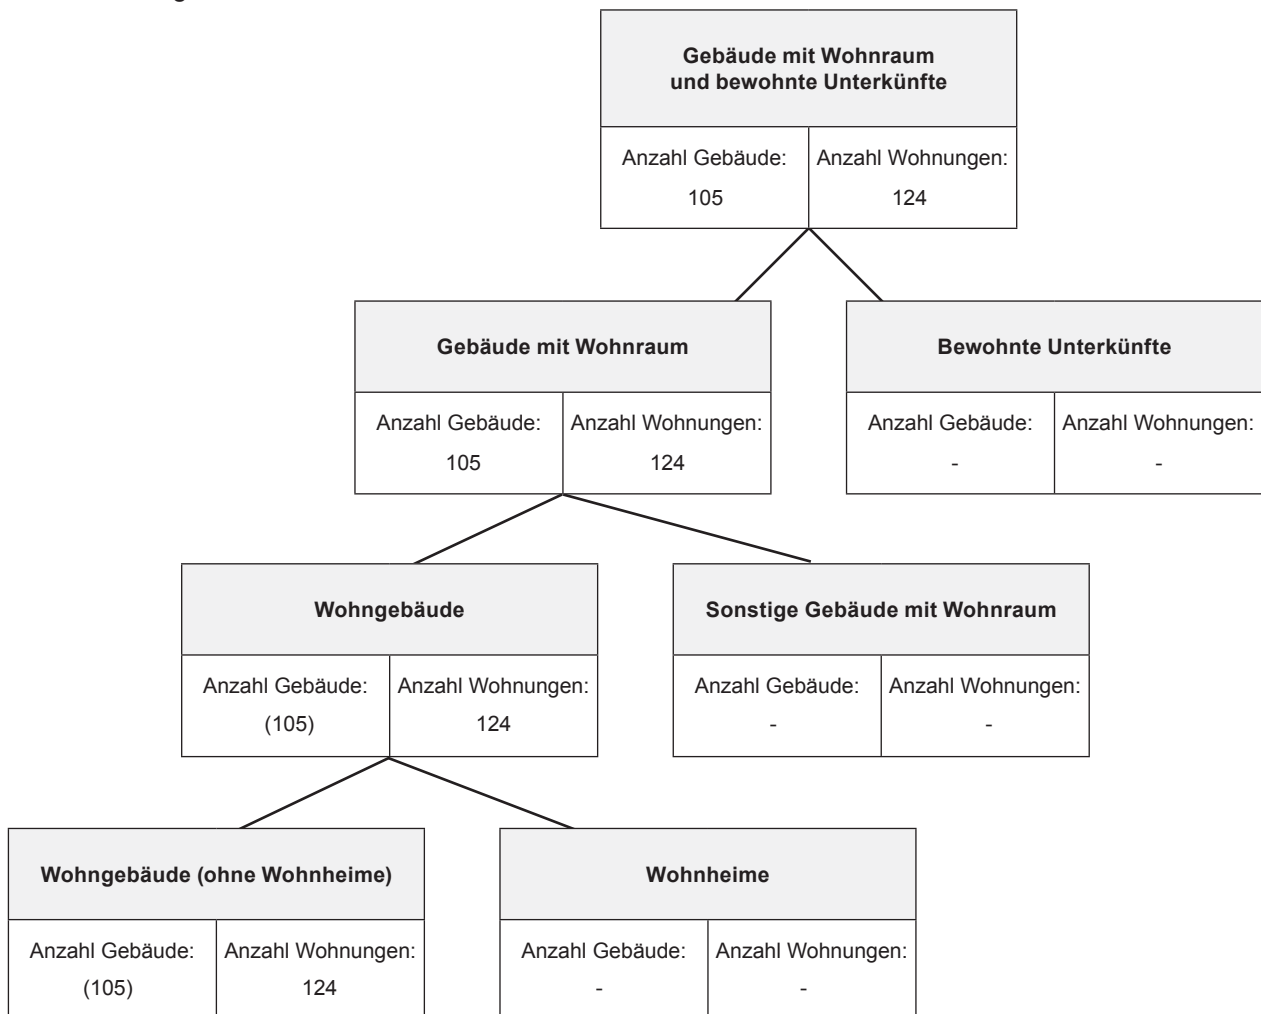 Gebäude mit Wohnraum
und bewohnte Unterkünfte
Anzahl Gebäude: Anzahl Wohnungen:
105 124
Gebäude mit Wohnraum
Anzahl Gebäude: Anzahl Wohnungen:
105 124
Bewohnte Unterkünfte
Anzahl Gebäude: Anzahl Wohnungen:
- -
Wohngebäude
Anzahl Gebäude: Anzahl Wohnungen:
(105) 124
Sonstige Gebäude mit Wohnraum
Anzahl Gebäude: Anzahl Wohnungen:
- -
Wohngebäude (ohne Wohnheime)
Anzahl Gebäude: Anzahl Wohnungen:
(105) 124
Wohnheime
Anzahl Gebäude: Anzahl Wohnungen:
- -